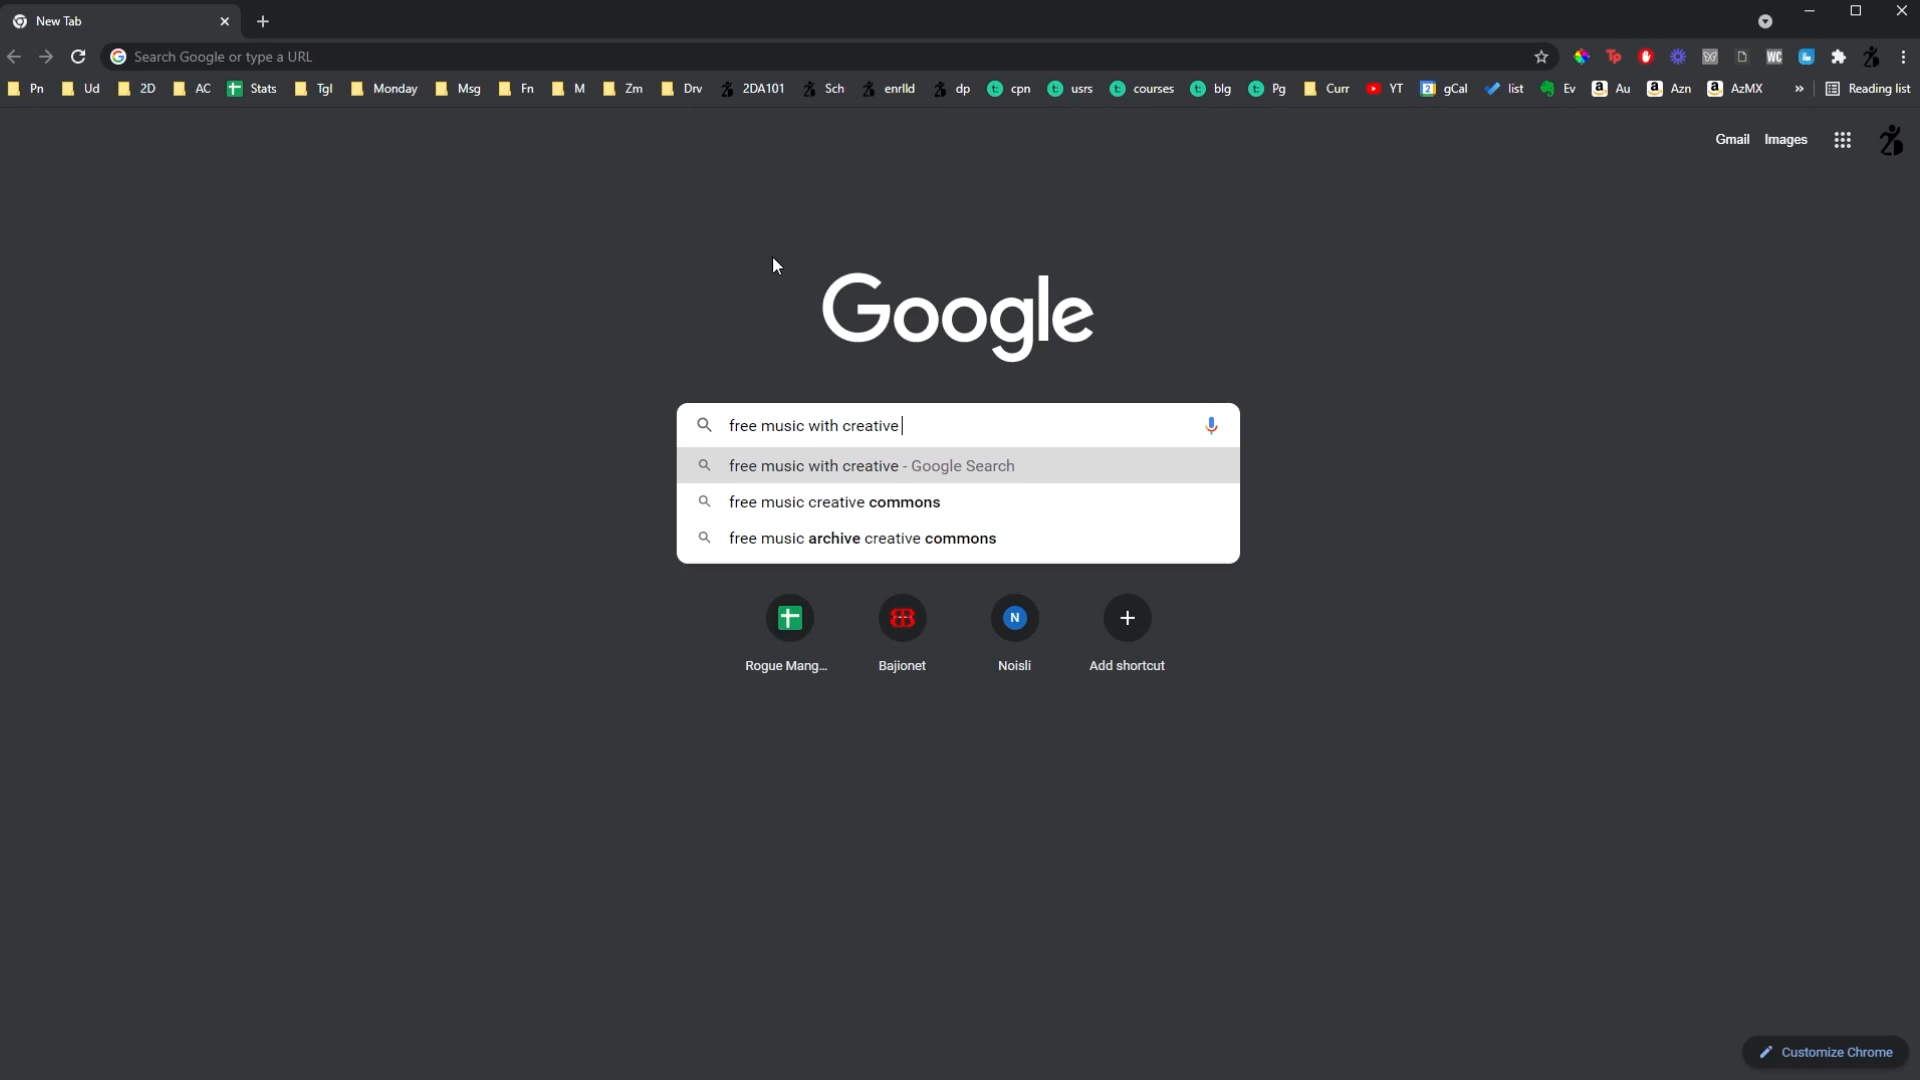 New Tab
Search Google or type a URL
Tp WC
Pn Ud 2D AC Stats Tgl Monday Msg Fn M Zm Drv 2DA101 Sch enrlld dp cpn usrs courses blg Pg Curr YT gCal list Ev Au Azn AzMX » Reading list
Gmail Images
Google
free music with creative
free music with creative - Google Search
free music creative commons
free music archive creative commons
N
Rogue Mang... Bajionet Noisli Add shortcut
Customize Chrome